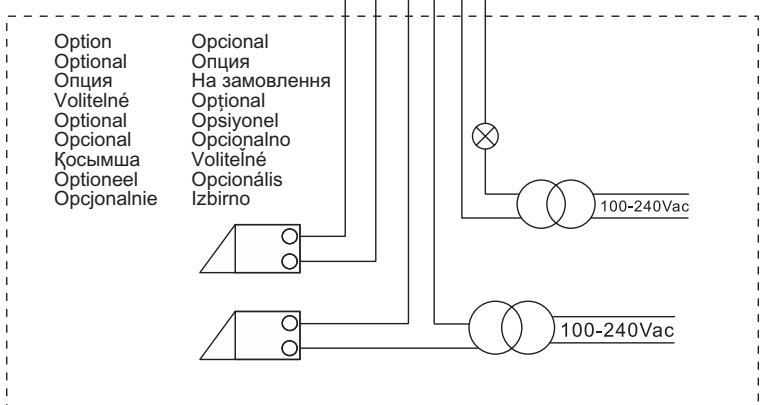 Option
Optional
Опция
Volitelné
Optional
Opcional
Қосымша
Optioneel
Opcjonalnie
Opcional
Опция
На замовлення
Opțional
Opsiyonel
Opcionalno
Voliteľné
Opcionális
Izbirno
100-240Vac
100-240Vac